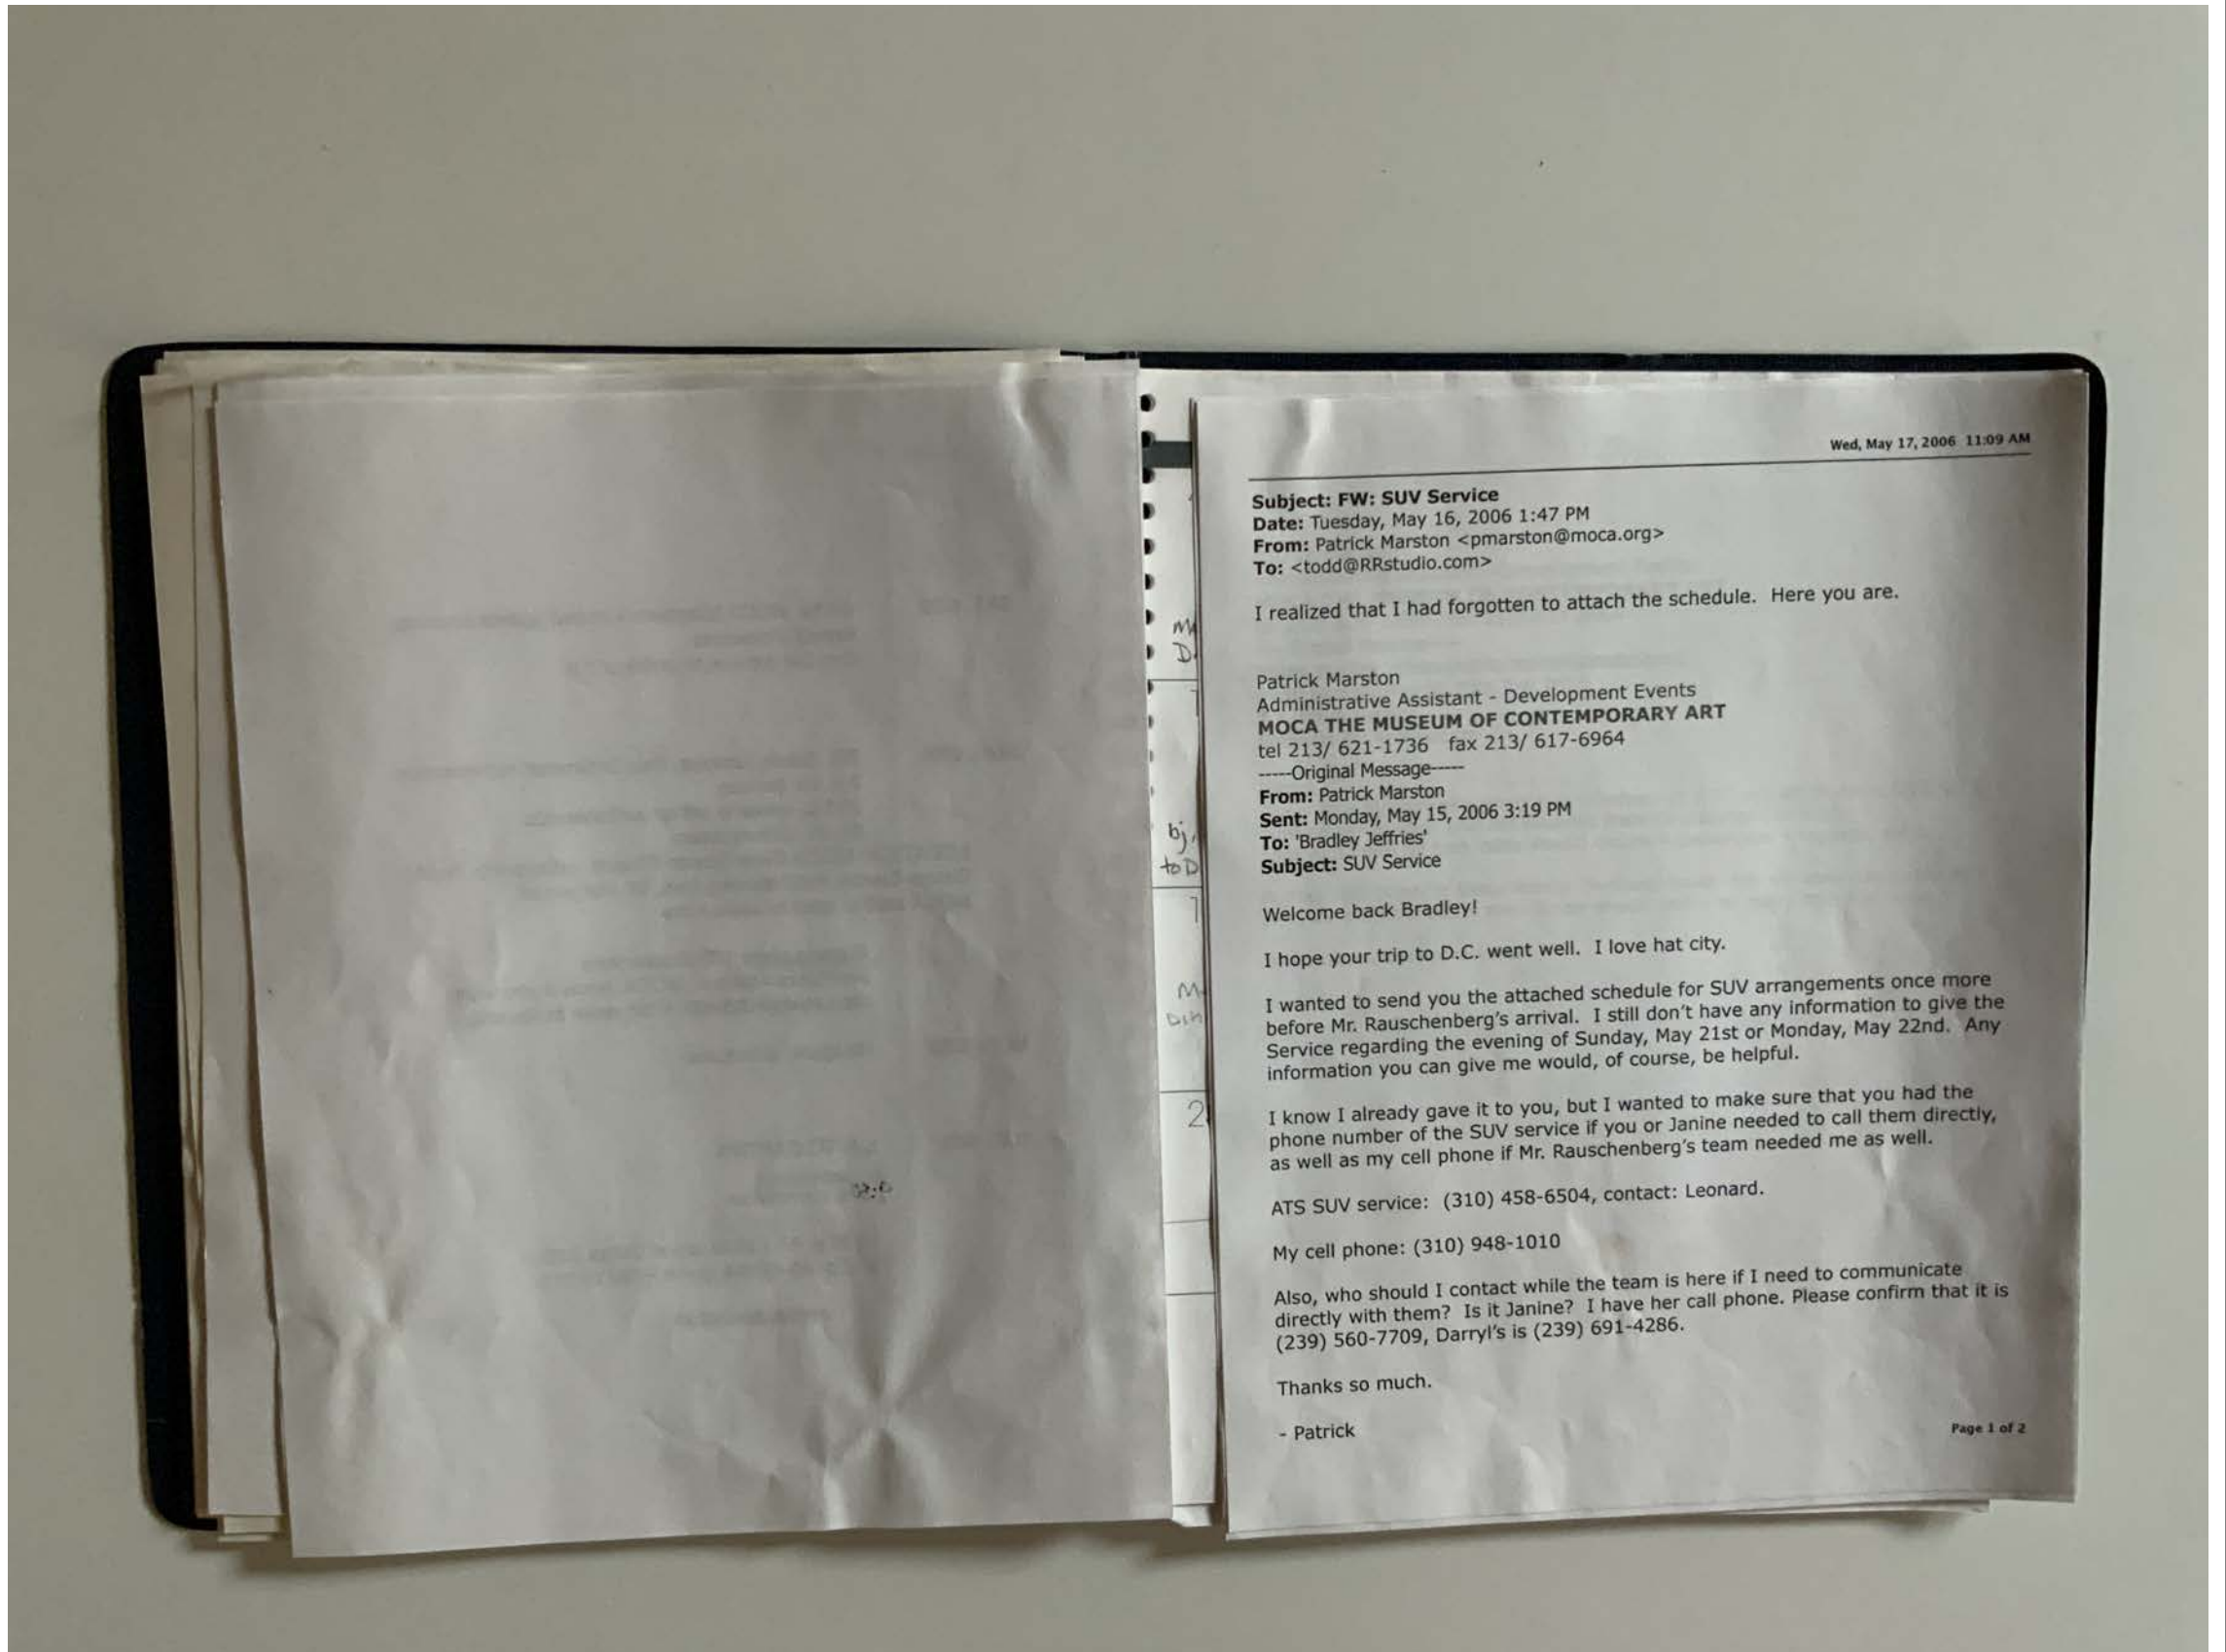 Wed, May 17, 2006 11:09 AM
Subject: FW: SUV Service
Date: Tuesday, May 16, 2006 1:47 PM
From: Patrick Marston <pmarston@moca.org>
To: <todd@RRstudio.com>
I realized that I had forgotten to attach the schedule. Here you are.
Patrick Marston
Administrative Assistant - Development Events
MOCA THE MUSEUM OF CONTEMPORARY ART
tel 213/ 621-1736 fax 213/ 617-6964
-----Original Message-----
From: Patrick Marston
Sent: Monday, May 15, 2006 3:19 PM
To: 'Bradley Jeffries'
Subject: SUV Service
Welcome back Bradley!
I hope your trip to D.C. went well. I love hat city.
I wanted to send you the attached schedule for SUV arrangements once more
before Mr. Rauschenberg's arrival. I still don't have any information to give the
Service regarding the evening of Sunday, May 21st or Monday, May 22nd. Any
information you can give me would, of course, be helpful.
I know I already gave it to you, but I wanted to make sure that you had the
phone number of the SUV service if you or Janine needed to call them directly,
as well as my cell phone if Mr. Rauschenberg's team needed me as well.
ATS SUV service: (310) 458-6504, contact: Leonard.
My cell phone: (310) 948-1010
Also, who should I contact while the team is here if I need to communicate
directly with them? Is it Janine? I have her call phone. Please confirm that it is
(239) 560-7709, Darryl's is (239) 691-4286.
Thanks so much.
- Patrick
Page 1 of 2
bj,
to D
2